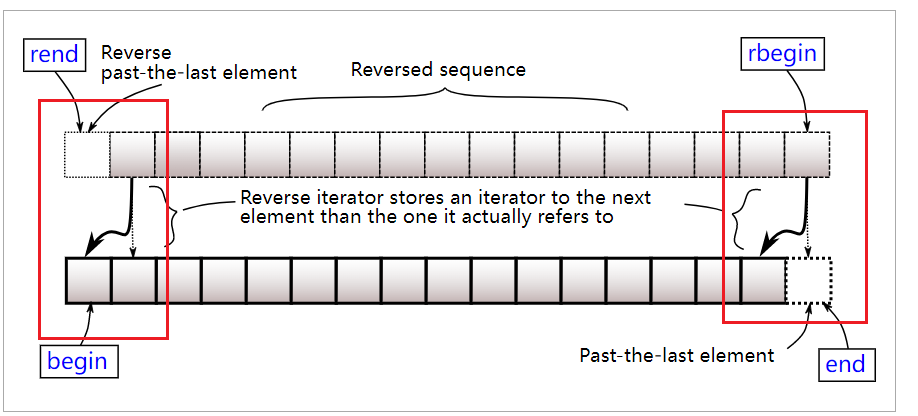 rend
Reverse
past-the-last element
Reversed sequence
rbegin
Reverse iterator stores an iterator to the next
element than the one it actually refers to
begin
Past-the-last element
end